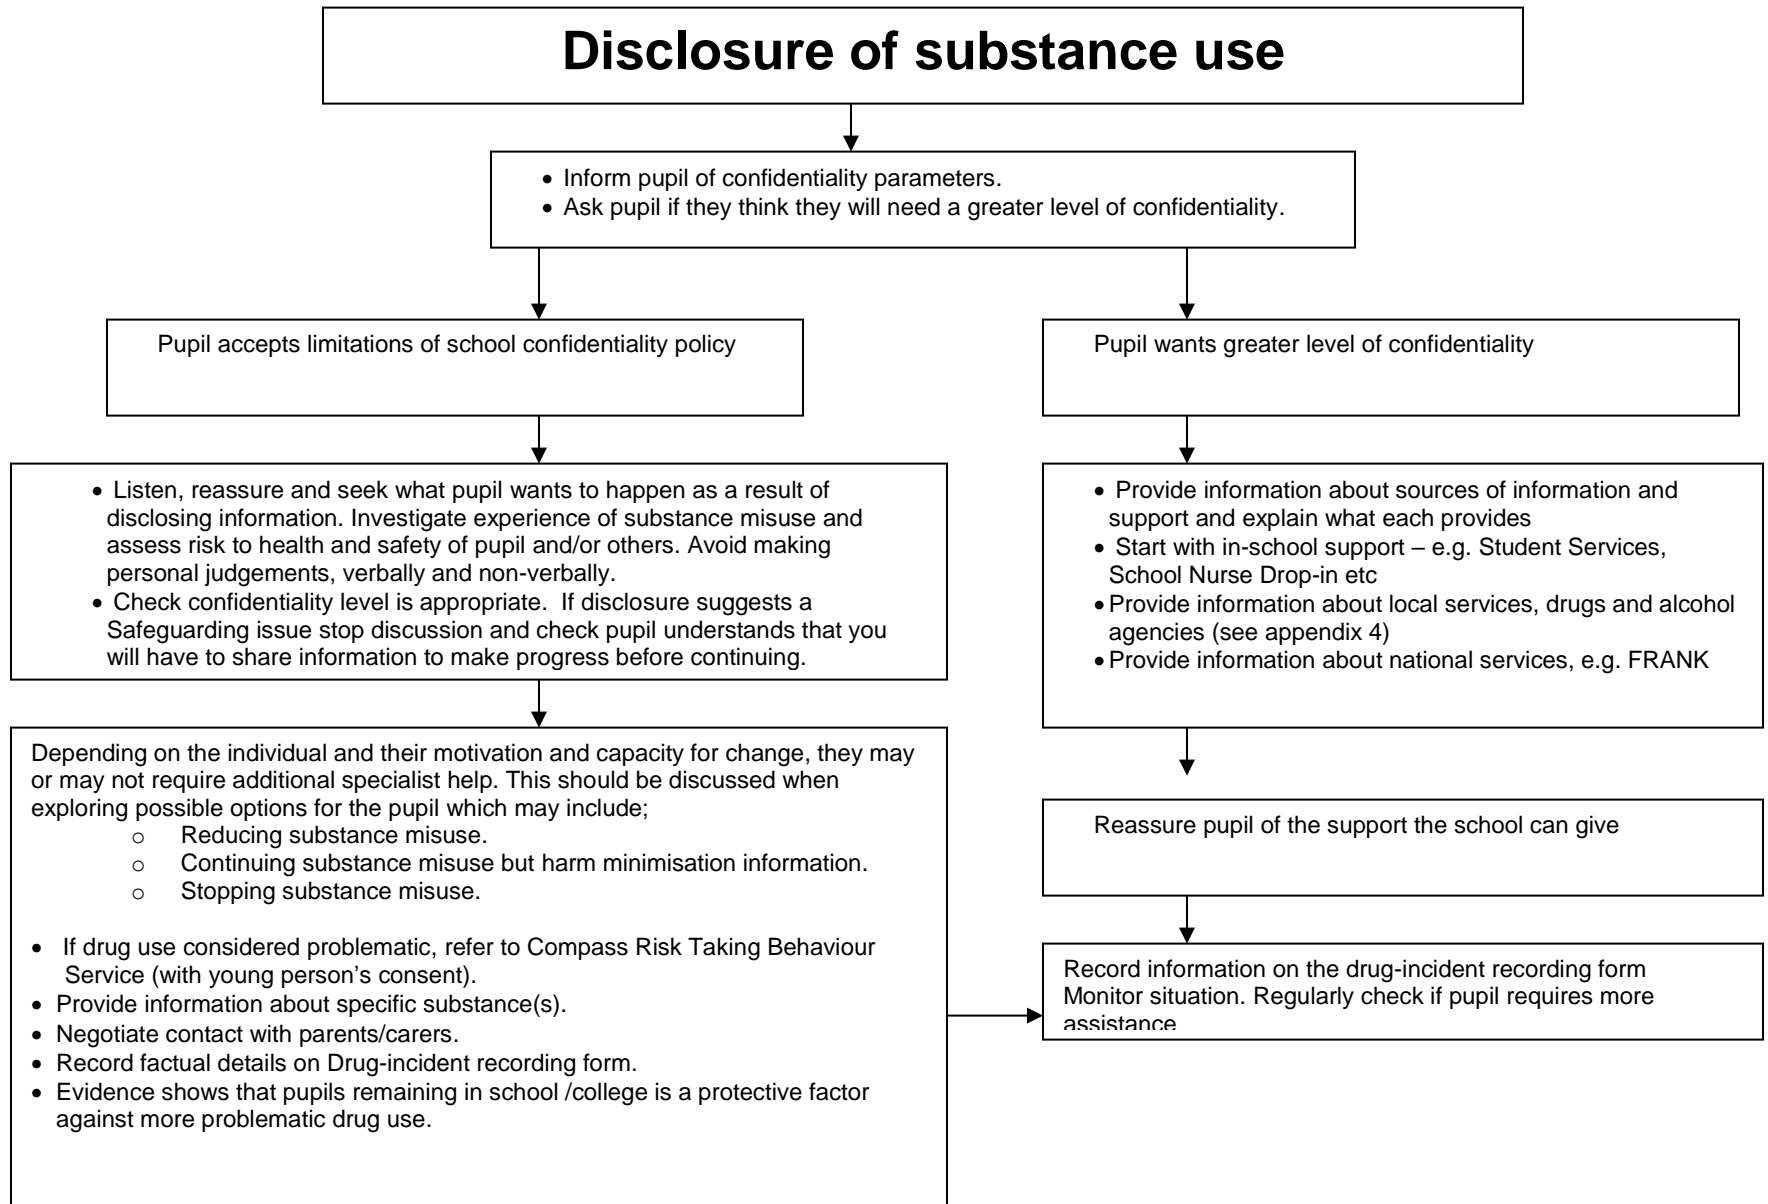 Disclosure of substance use
• Inform pupil of confidentiality parameters.
• Ask pupil if they think they will need a greater level of confidentiality.
Pupil accepts limitations of school confidentiality policy
Pupil wants greater level of confidentiality
• Listen, reassure and seek what pupil wants to happen as a result of
disclosing information. Investigate experience of substance misuse and
assess risk to health and safety of pupil and/or others. Avoid making
personal judgements, verbally and non-verbally.
• Check confidentiality level is appropriate.  If disclosure suggests a
Safeguarding issue stop discussion and check pupil understands that you
will have to share information to make progress before continuing.
• Provide information about sources of information and
support and explain what each provides
• Start with in-school support – e.g. Student Services,
School Nurse Drop-in etc
• Provide information about local services, drugs and alcohol
agencies (see appendix 4)
• Provide information about national services, e.g. FRANK
Depending on the individual and their motivation and capacity for change, they may
or may not require additional specialist help. This should be discussed when
exploring possible options for the pupil which may include;
o Reducing substance misuse.
o Continuing substance misuse but harm minimisation information.
o Stopping substance misuse.
• If drug use considered problematic, refer to Compass Risk Taking Behaviour
Service (with young person's consent).
• Provide information about specific substance(s).
• Negotiate contact with parents/carers.
• Record factual details on Drug-incident recording form.
• Evidence shows that pupils remaining in school /college is a protective factor
against more problematic drug use.
Reassure pupil of the support the school can give
Record information on the drug-incident recording form
Monitor situation. Regularly check if pupil requires more
assistance